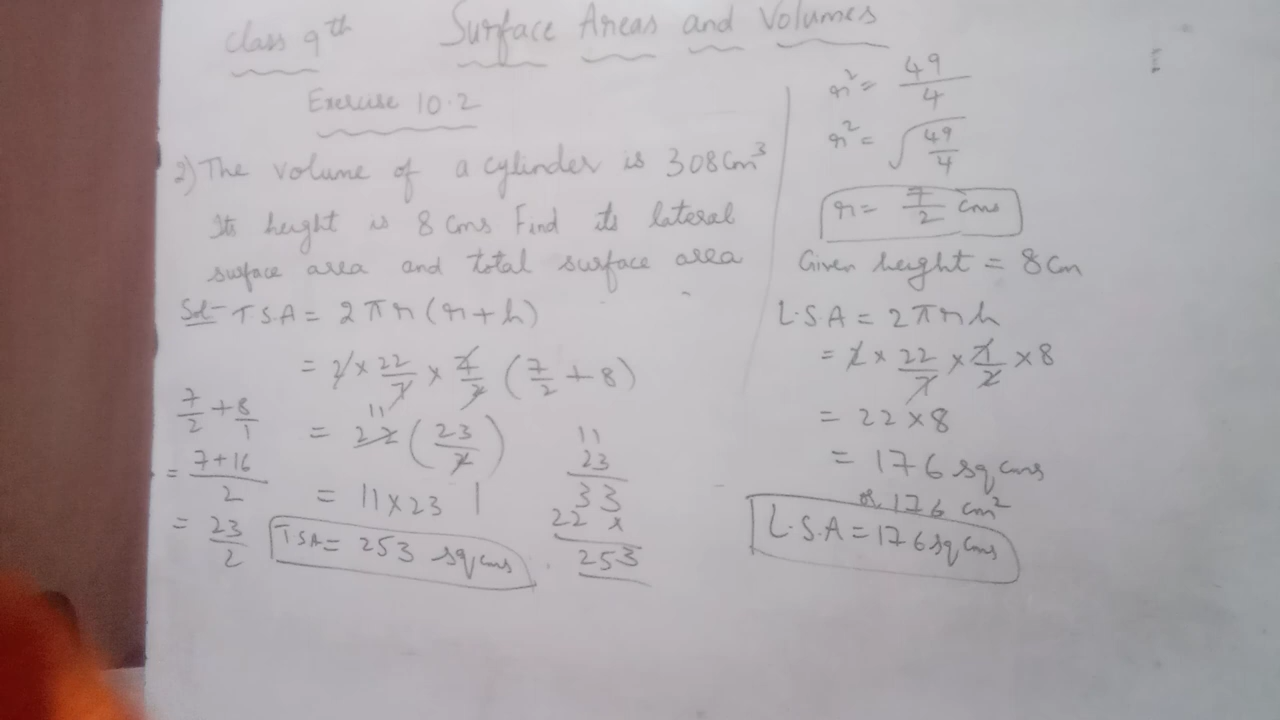 Class 9th Surface Areas and Volumes
Exercise 10.2
2) The volume of a cylinder is 308 cm³
Its height is 8 cms Find its lateral
surface area and total surface area
Sol- T.S.A = 2πr(r+h)
= 2 × 22/7 × 7/2 (7/2 + 8)
7/2 + 8/1
= 7+16/2
= 23/2
= 22 (23/2)
11
= 11×23
TSA = 253 sq cms
11
23
33
22 ×
253
r² = 49/4
r² = √49/4
r = 7/2 cms
Given height = 8 cm
L.S.A = 2πrh
= 2 × 22/7 × 7/2 × 8
= 22 × 8
= 176 sq cms
or 176 cm²
L.S.A = 176 sq cms